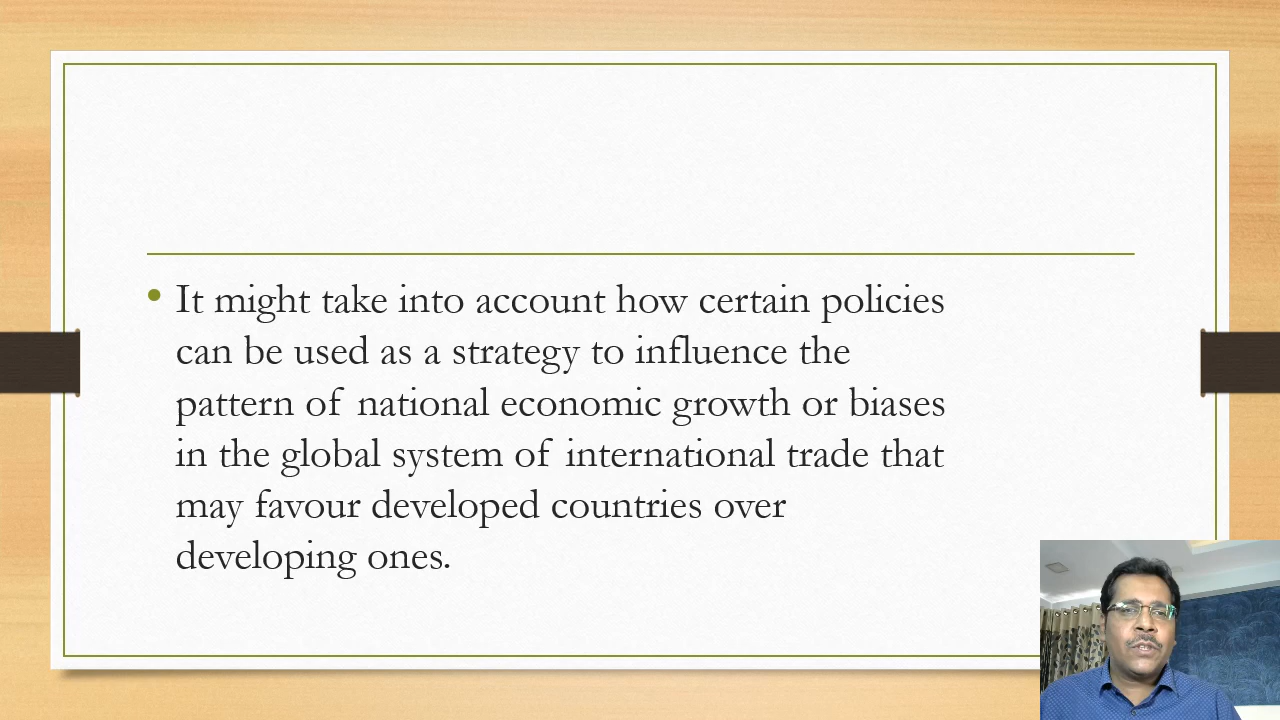 It might take into account how certain policies
can be used as a strategy to influence the
pattern of national economic growth or biases
in the global system of international trade that
may favour developed countries over
developing ones.